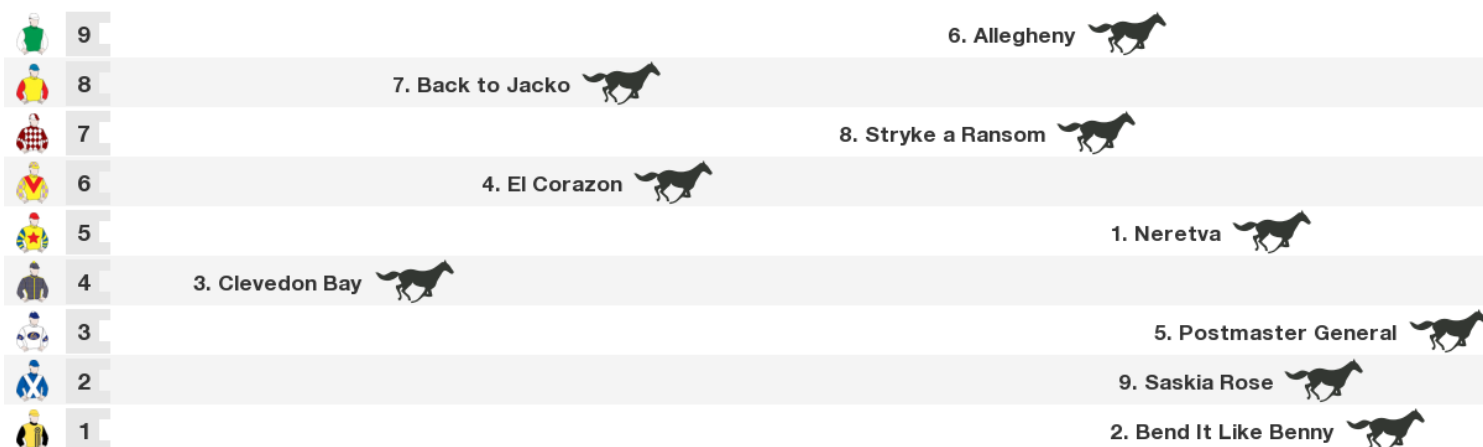 9 6. Allegheny
8 7. Back to Jacko
7 8. Stryke a Ransom
6 4. El Corazon
5 1. Neretva
4 3. Clevedon Bay
3 5. Postmaster General
2 9. Saskia Rose
1 2. Bend It Like Benny